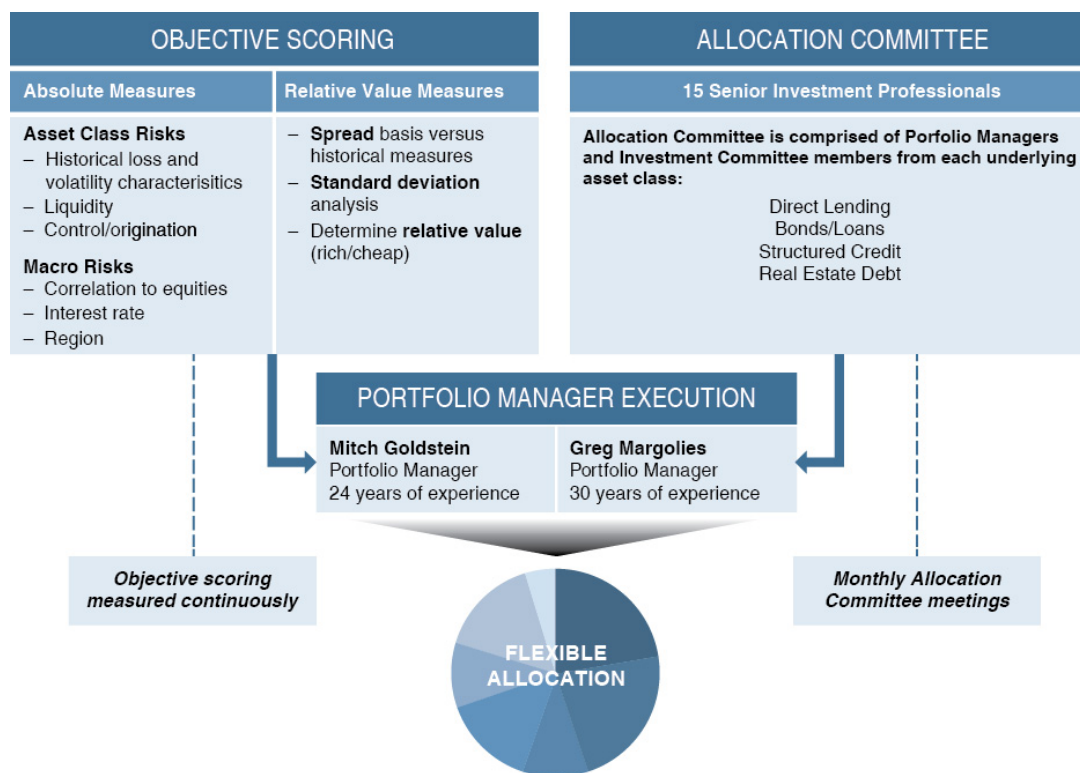 OBJECTIVE SCORING
Absolute Measures
Asset Class Risks
– Historical loss and
volatility characterisitics
– Liquidity
– Control/origination
Macro Risks
– Correlation to equities
– Interest rate
– Region
Relative Value Measures
– Spread basis versus
historical measures
– Standard deviation
analysis
– Determine relative value
(rich/cheap)
ALLOCATION COMMITTEE
15 Senior Investment Professionals
Allocation Committee is comprised of Porfolio Managers
and Investment Committee members from each underlying
asset class:
Direct Lending
Bonds/Loans
Structured Credit
Real Estate Debt
PORTFOLIO MANAGER EXECUTION
Mitch Goldstein
Portfolio Manager
24 years of experience
Greg Margolies
Portfolio Manager
30 years of experience
Objective scoring
measured continuously
Monthly Allocation
Committee meetings
FLEXIBLE
ALLOCATION